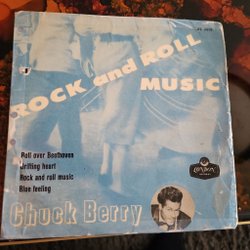 ROCK and ROLL
MUSIC
Roll over Beethoven
Drifting heart
Rock and roll music
Blue feeling
LONDON
Chuck Berry